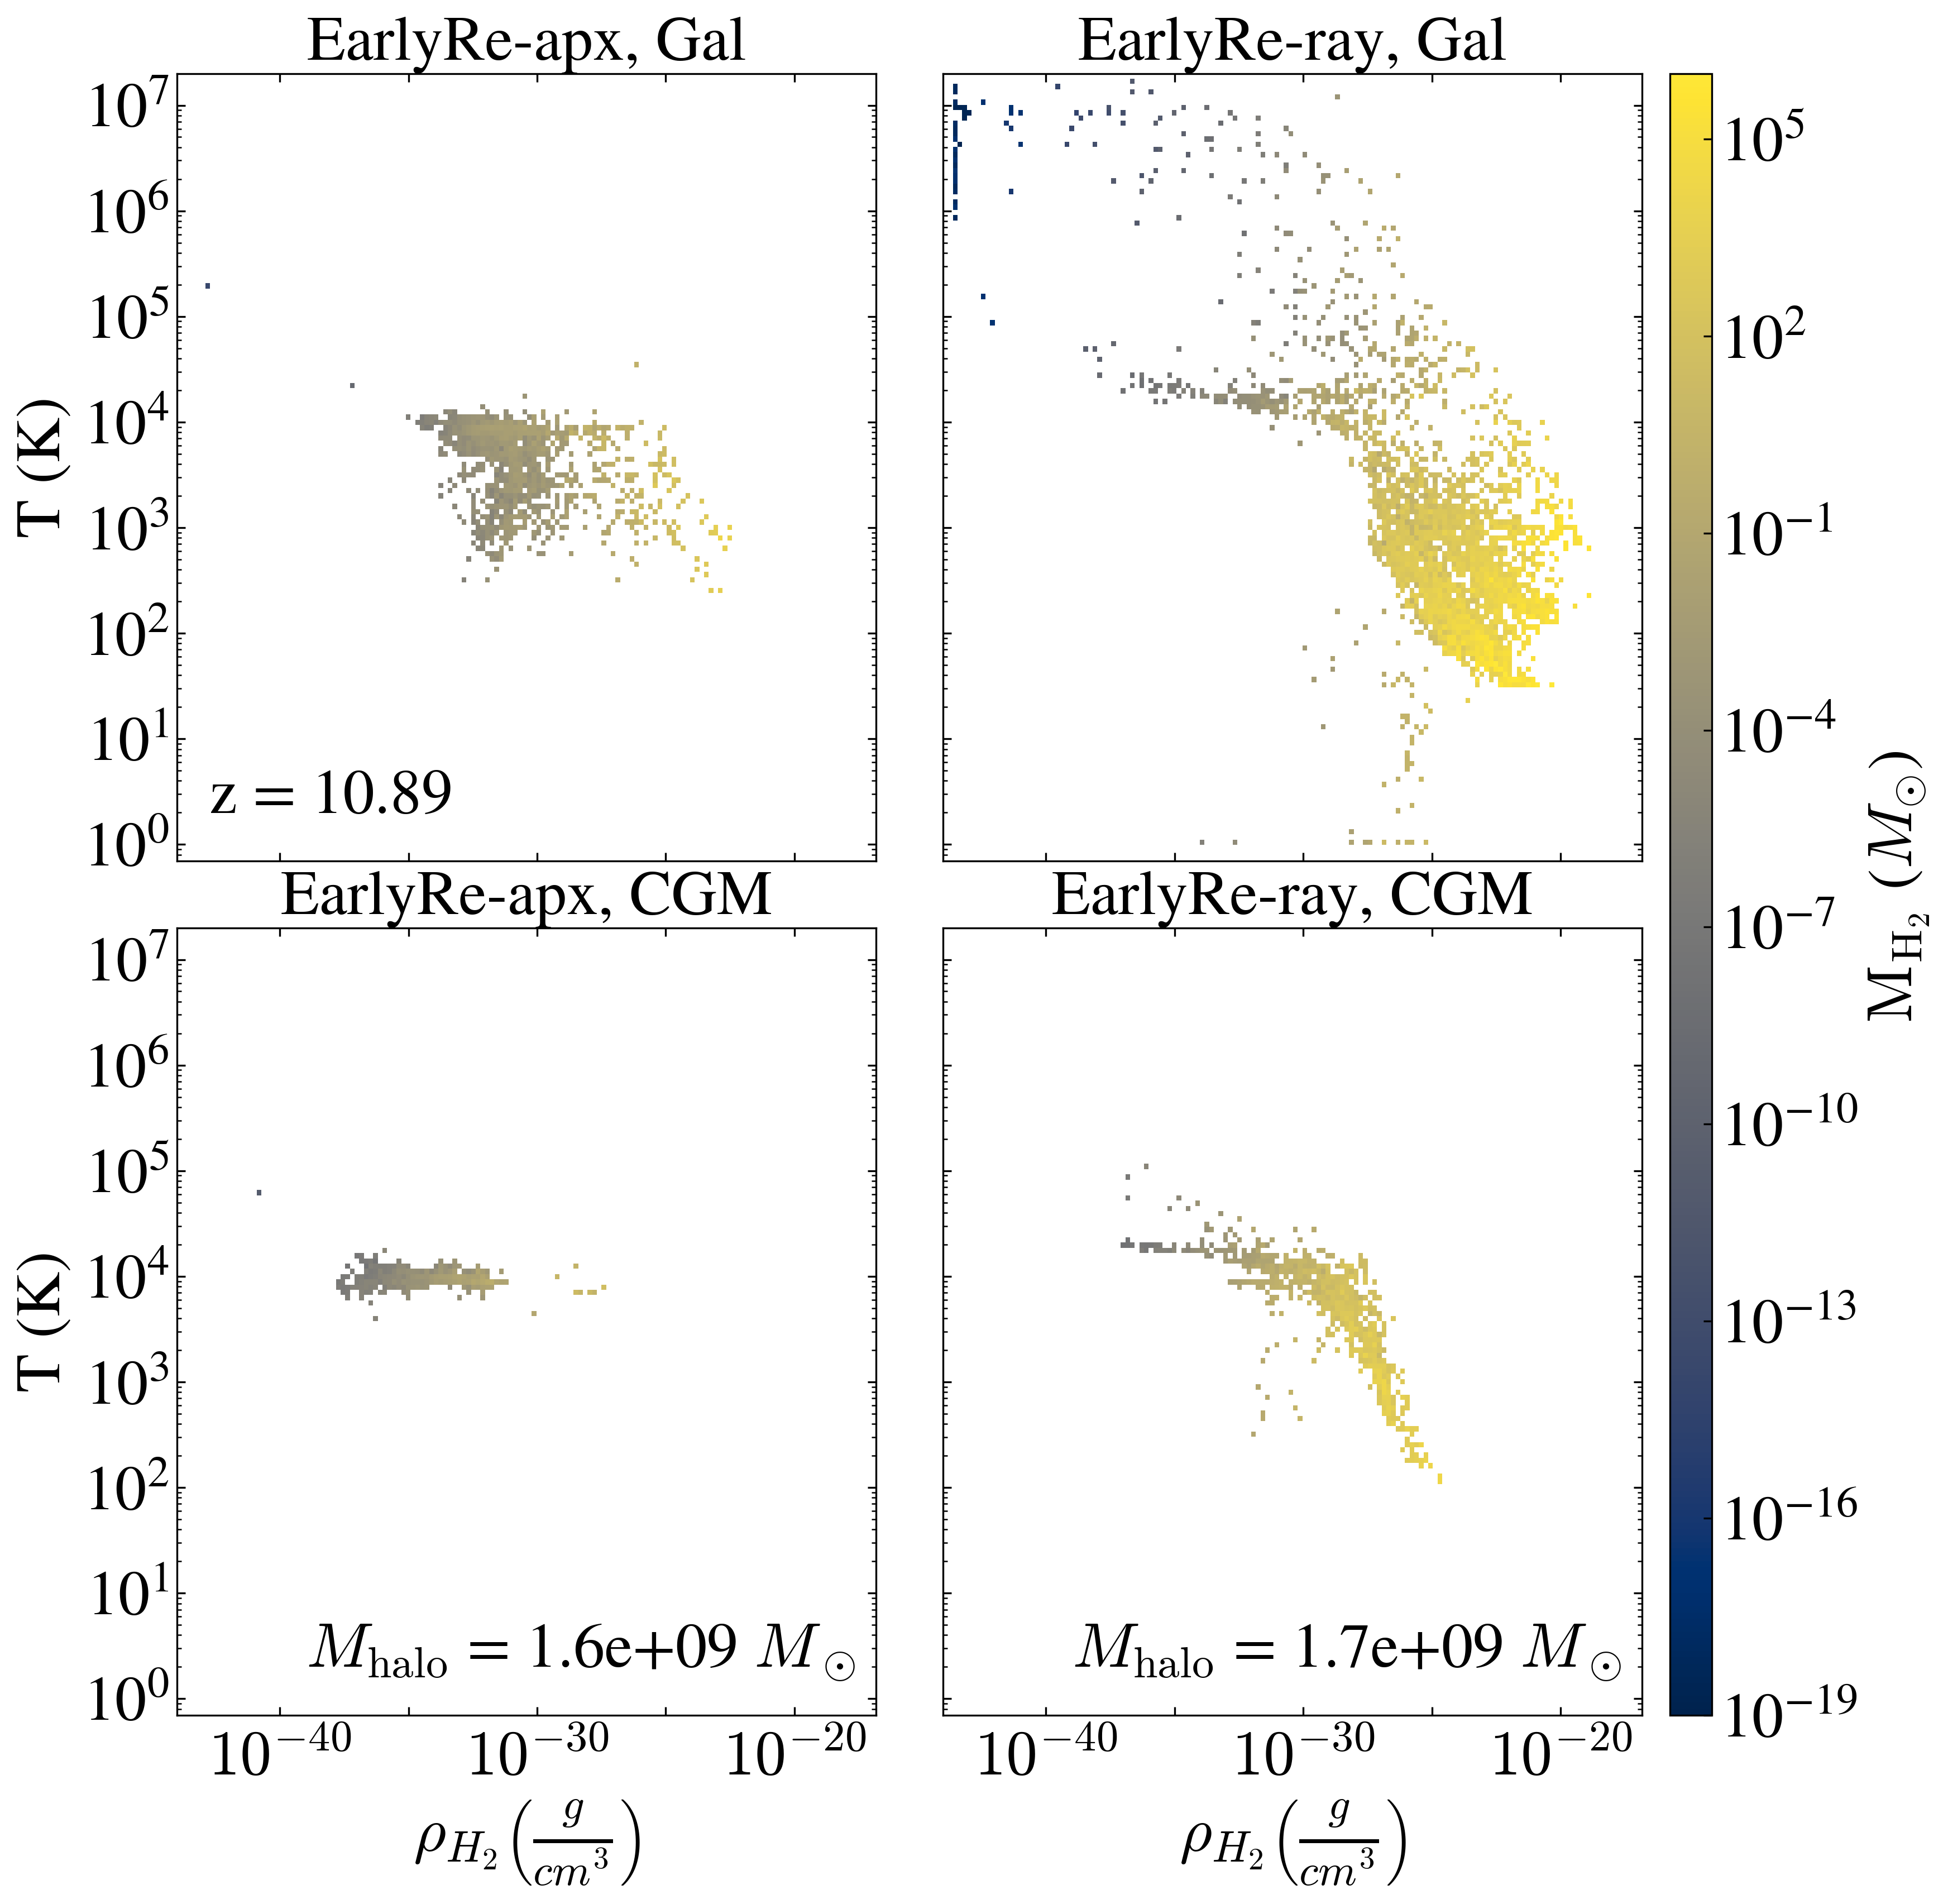 EarlyRe-apx, Gal
EarlyRe-ray, Gal
T (K)
10^7
10^6
10^5
10^4
10^3
10^2
10^1
10^0
z = 10.89
10^5
10^2
10^−1
10^−4
10^−7
10^−10
10^−13
10^−16
10^−19
M_H₂ (M_⊙)
EarlyRe-apx, CGM
EarlyRe-ray, CGM
T (K)
10^7
10^6
10^5
10^4
10^3
10^2
10^1
10^0
M_halo = 1.6e+09 M_⊙
M_halo = 1.7e+09 M_⊙
10^−40 10^−30 10^−20
10^−40 10^−30 10^−20
ρ_H₂ (g/cm^3)
ρ_H₂ (g/cm^3)